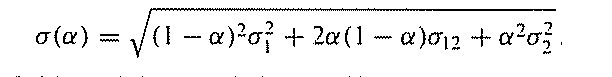 σ(α) = √((1 − α)²σ₁² + 2α(1 − α)σ₁₂ + α²σ₂²).